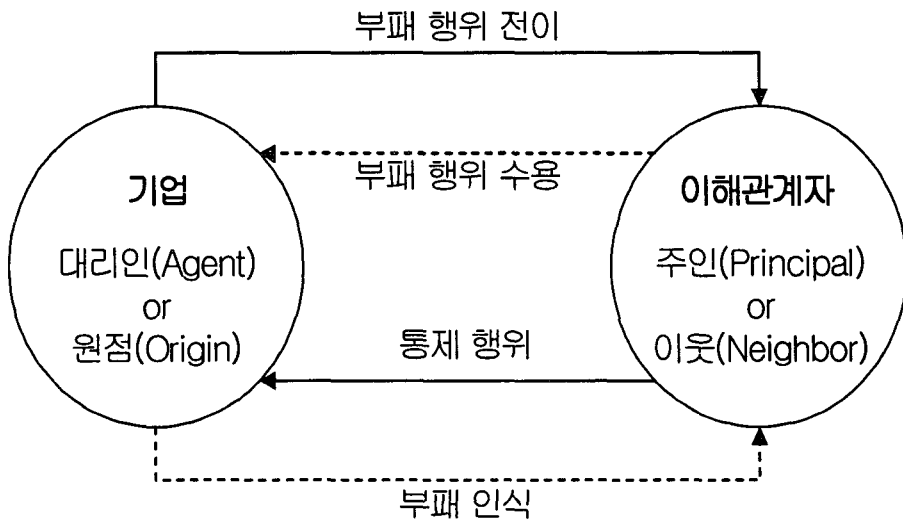 부패 행위 전이
부패 행위 수용
기업
대리인(Agent)
or
원점(Origin)
이해관계자
주인(Principal)
or
이웃(Neighbor)
통제 행위
부패 인식